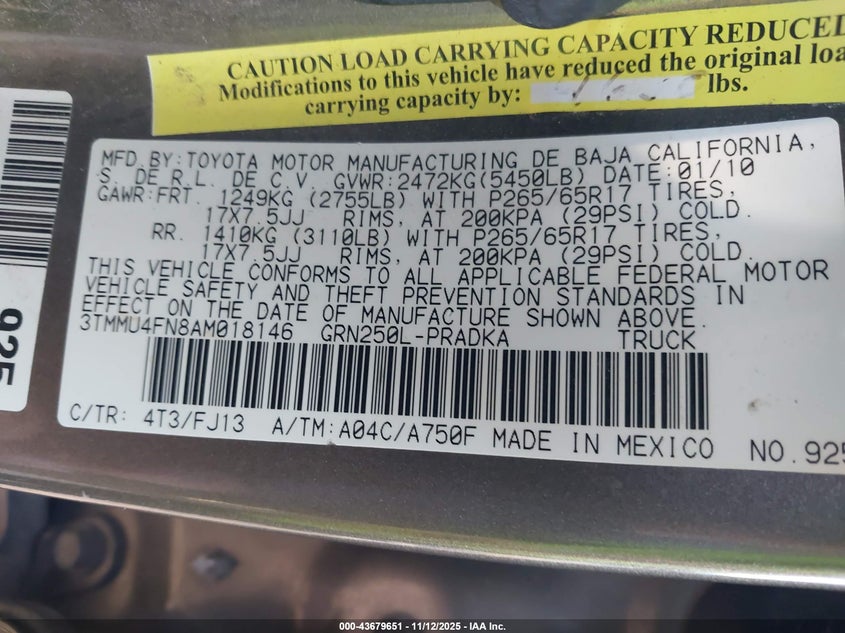 CAUTION LOAD CARRYING CAPACITY REDUCED
Modifications to this vehicle have reduced the original loa
carrying capacity by: lbs.
MFD. BY: TOYOTA MOTOR MANUFACTURING DE BAJA CALIFORNIA,
S. DE R.L. DE C.V. GVWR:2472KG(5450LB) DATE:01/10
GAWR:FRT. 1249KG (2755LB) WITH P265/65R17 TIRES,
17X7.5JJ RIMS, AT 200KPA (29PSI) COLD.
RR. 1410KG (3110LB) WITH P265/65R17 TIRES,
17X7.5JJ RIMS, AT 200KPA (29PSI) COLD.
THIS VEHICLE CONFORMS TO ALL APPLICABLE FEDERAL MOTOR
VEHICLE SAFETY AND THEFT PREVENTION STANDARDS IN
EFFECT ON THE DATE OF MANUFACTURE SHOWN ABOVE.
3TMMU4FN8AM018146 GRN250L-PRADKA TRUCK
C/TR: 4T3/FJ13 A/TM:A04C/A750F MADE IN MEXICO NO.925
925
000-43679651 - 11/12/2025 - IAA Inc.